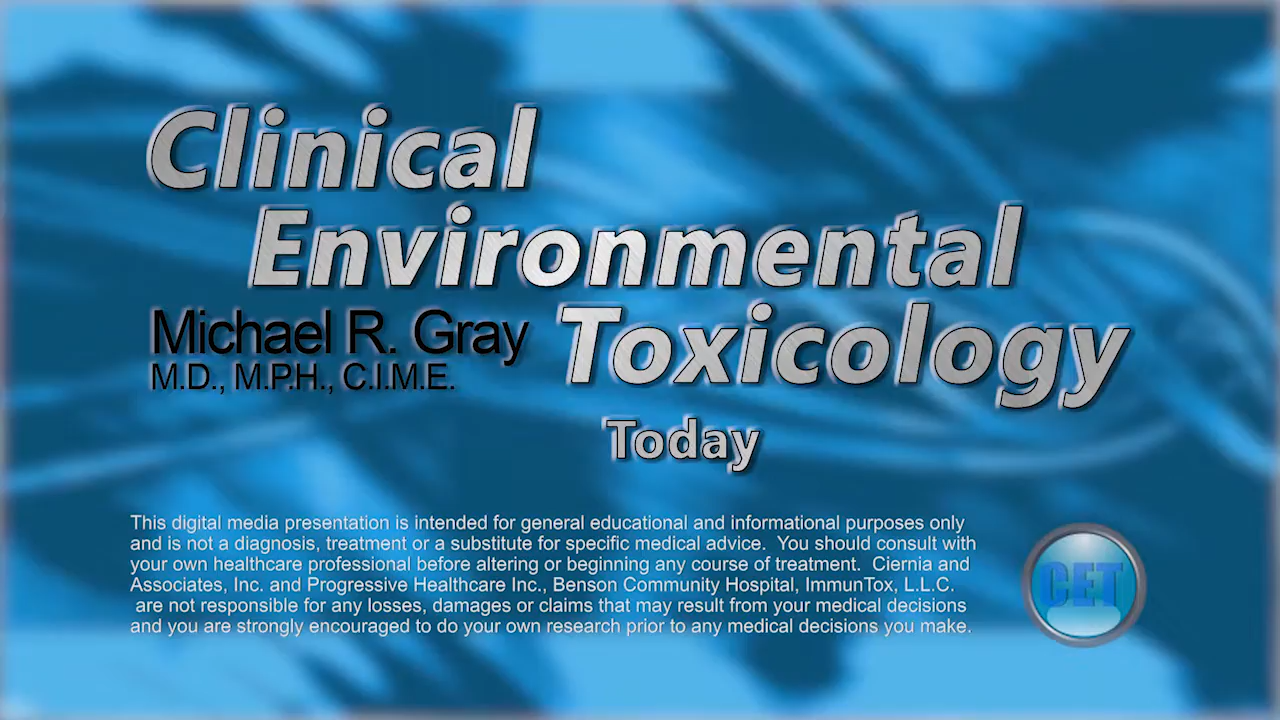 Clinical
Environmental
Michael R. Gray
Toxicology
M.D., M.P.H., C.I.M.E.
Today
This digital media presentation is intended for general educational and informational purposes only
and is not a diagnosis, treatment or a substitute for specific medical advice.  You should consult with
your own healthcare professional before altering or beginning any course of treatment.  Ciernia and
Associates, Inc. and Progressive Healthcare Inc., Benson Community Hospital, ImmunTox, L.L.C.
are not responsible for any losses, damages or claims that may result from your medical decisions
and you are strongly encouraged to do your own research prior to any medical decisions you make.
CET